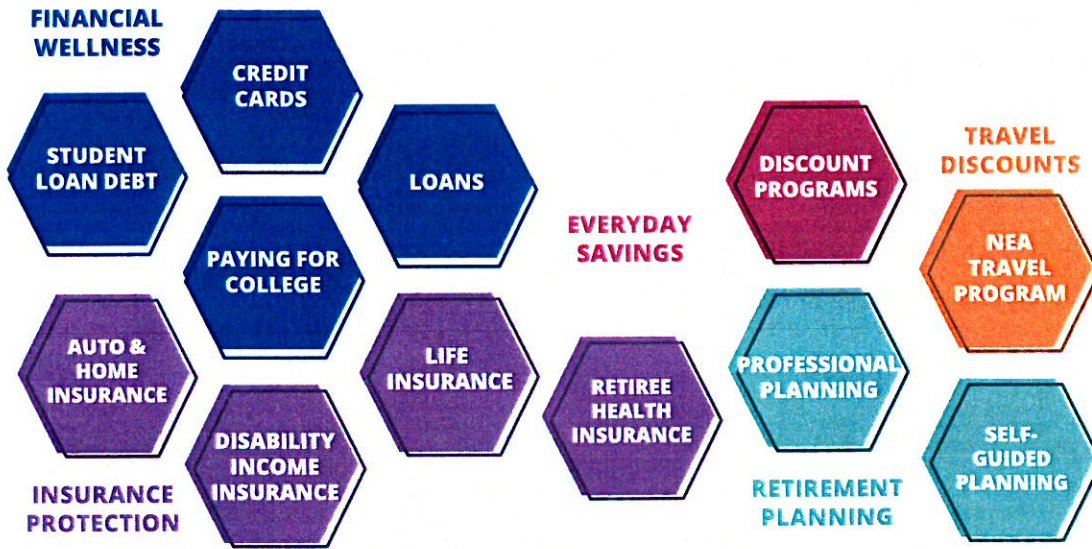 FINANCIAL
WELLNESS
CREDIT
CARDS
STUDENT
LOAN DEBT
LOANS
PAYING FOR
COLLEGE
EVERYDAY
SAVINGS
DISCOUNT
PROGRAMS
TRAVEL
DISCOUNTS
NEA
TRAVEL
PROGRAM
AUTO &
HOME
INSURANCE
DISABILITY
INCOME
INSURANCE
LIFE
INSURANCE
RETIREE
HEALTH
INSURANCE
INSURANCE
PROTECTION
PROFESSIONAL
PLANNING
SELF-
GUIDED
PLANNING
RETIREMENT
PLANNING